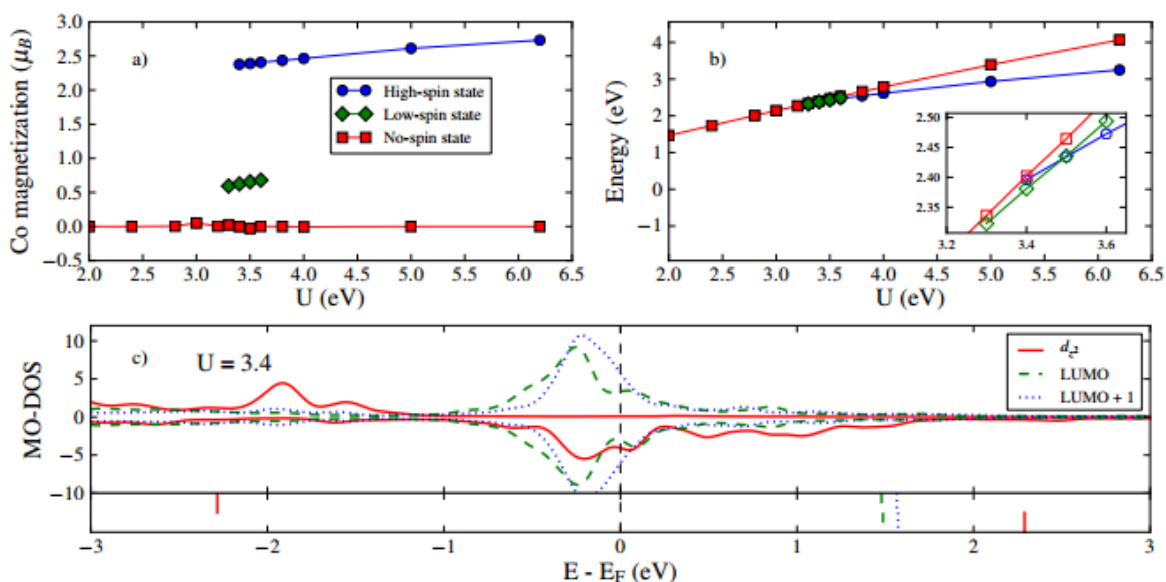 3.0
2.5
2.0
1.5
1.0
0.5
0.0
−0.5
Co magnetization (μ_B)
a)
High-spin state
Low-spin state
No-spin state
2.0 2.5 3.0 3.5 4.0 4.5 5.0 5.5 6.0 6.5
U (eV)
4
3
2
1
0
−1
Energy (eV)
b)
2.50
2.45
2.40
2.35
3.2 3.4 3.6
2.0 2.5 3.0 3.5 4.0 4.5 5.0 5.5 6.0 6.5
U (eV)
10
5
0
−5
−10
MO-DOS
c)
U = 3.4
d_{z²}
LUMO
LUMO + 1
−3 −2 −1 0 1 2 3
E - E_F (eV)